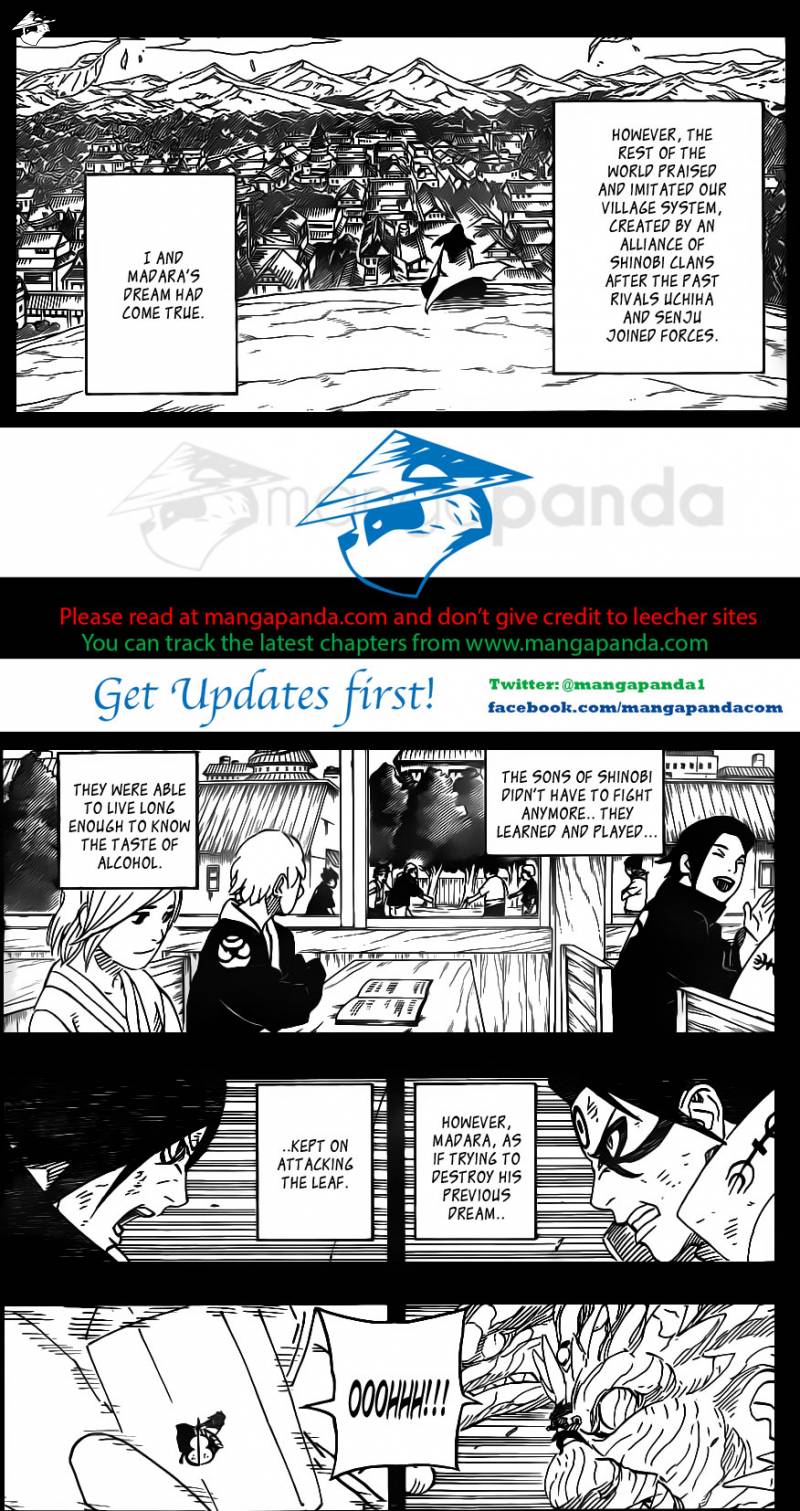 HOWEVER, THE
REST OF THE
WORLD PRAISED
AND IMITATED OUR
VILLAGE SYSTEM,
CREATED BY AN
ALLIANCE OF
SHINOBI CLANS
AFTER THE PAST
RIVALS UCHIHA
AND SENJU
JOINED FORCES.
I AND
MADARA'S
DREAM HAD
COME TRUE.
mangapanda
Please read at mangapanda.com and don't give credit to leecher sites
You can track the latest chapters from www.mangapanda.com
Get Updates first!
Twitter: @mangapanda1
facebook.com/mangapandacom
THE SONS OF SHINOBI
DIDN'T HAVE TO FIGHT
ANYMORE.. THEY
LEARNED AND PLAYED...
THEY WERE ABLE
TO LIVE LONG
ENOUGH TO KNOW
THE TASTE OF
ALCOHOL.
HOWEVER,
MADARA, AS
IF TRYING TO
DESTROY HIS
PREVIOUS
DREAM..
..KEPT ON
ATTACKING
THE LEAF.
OOOHHH!!!